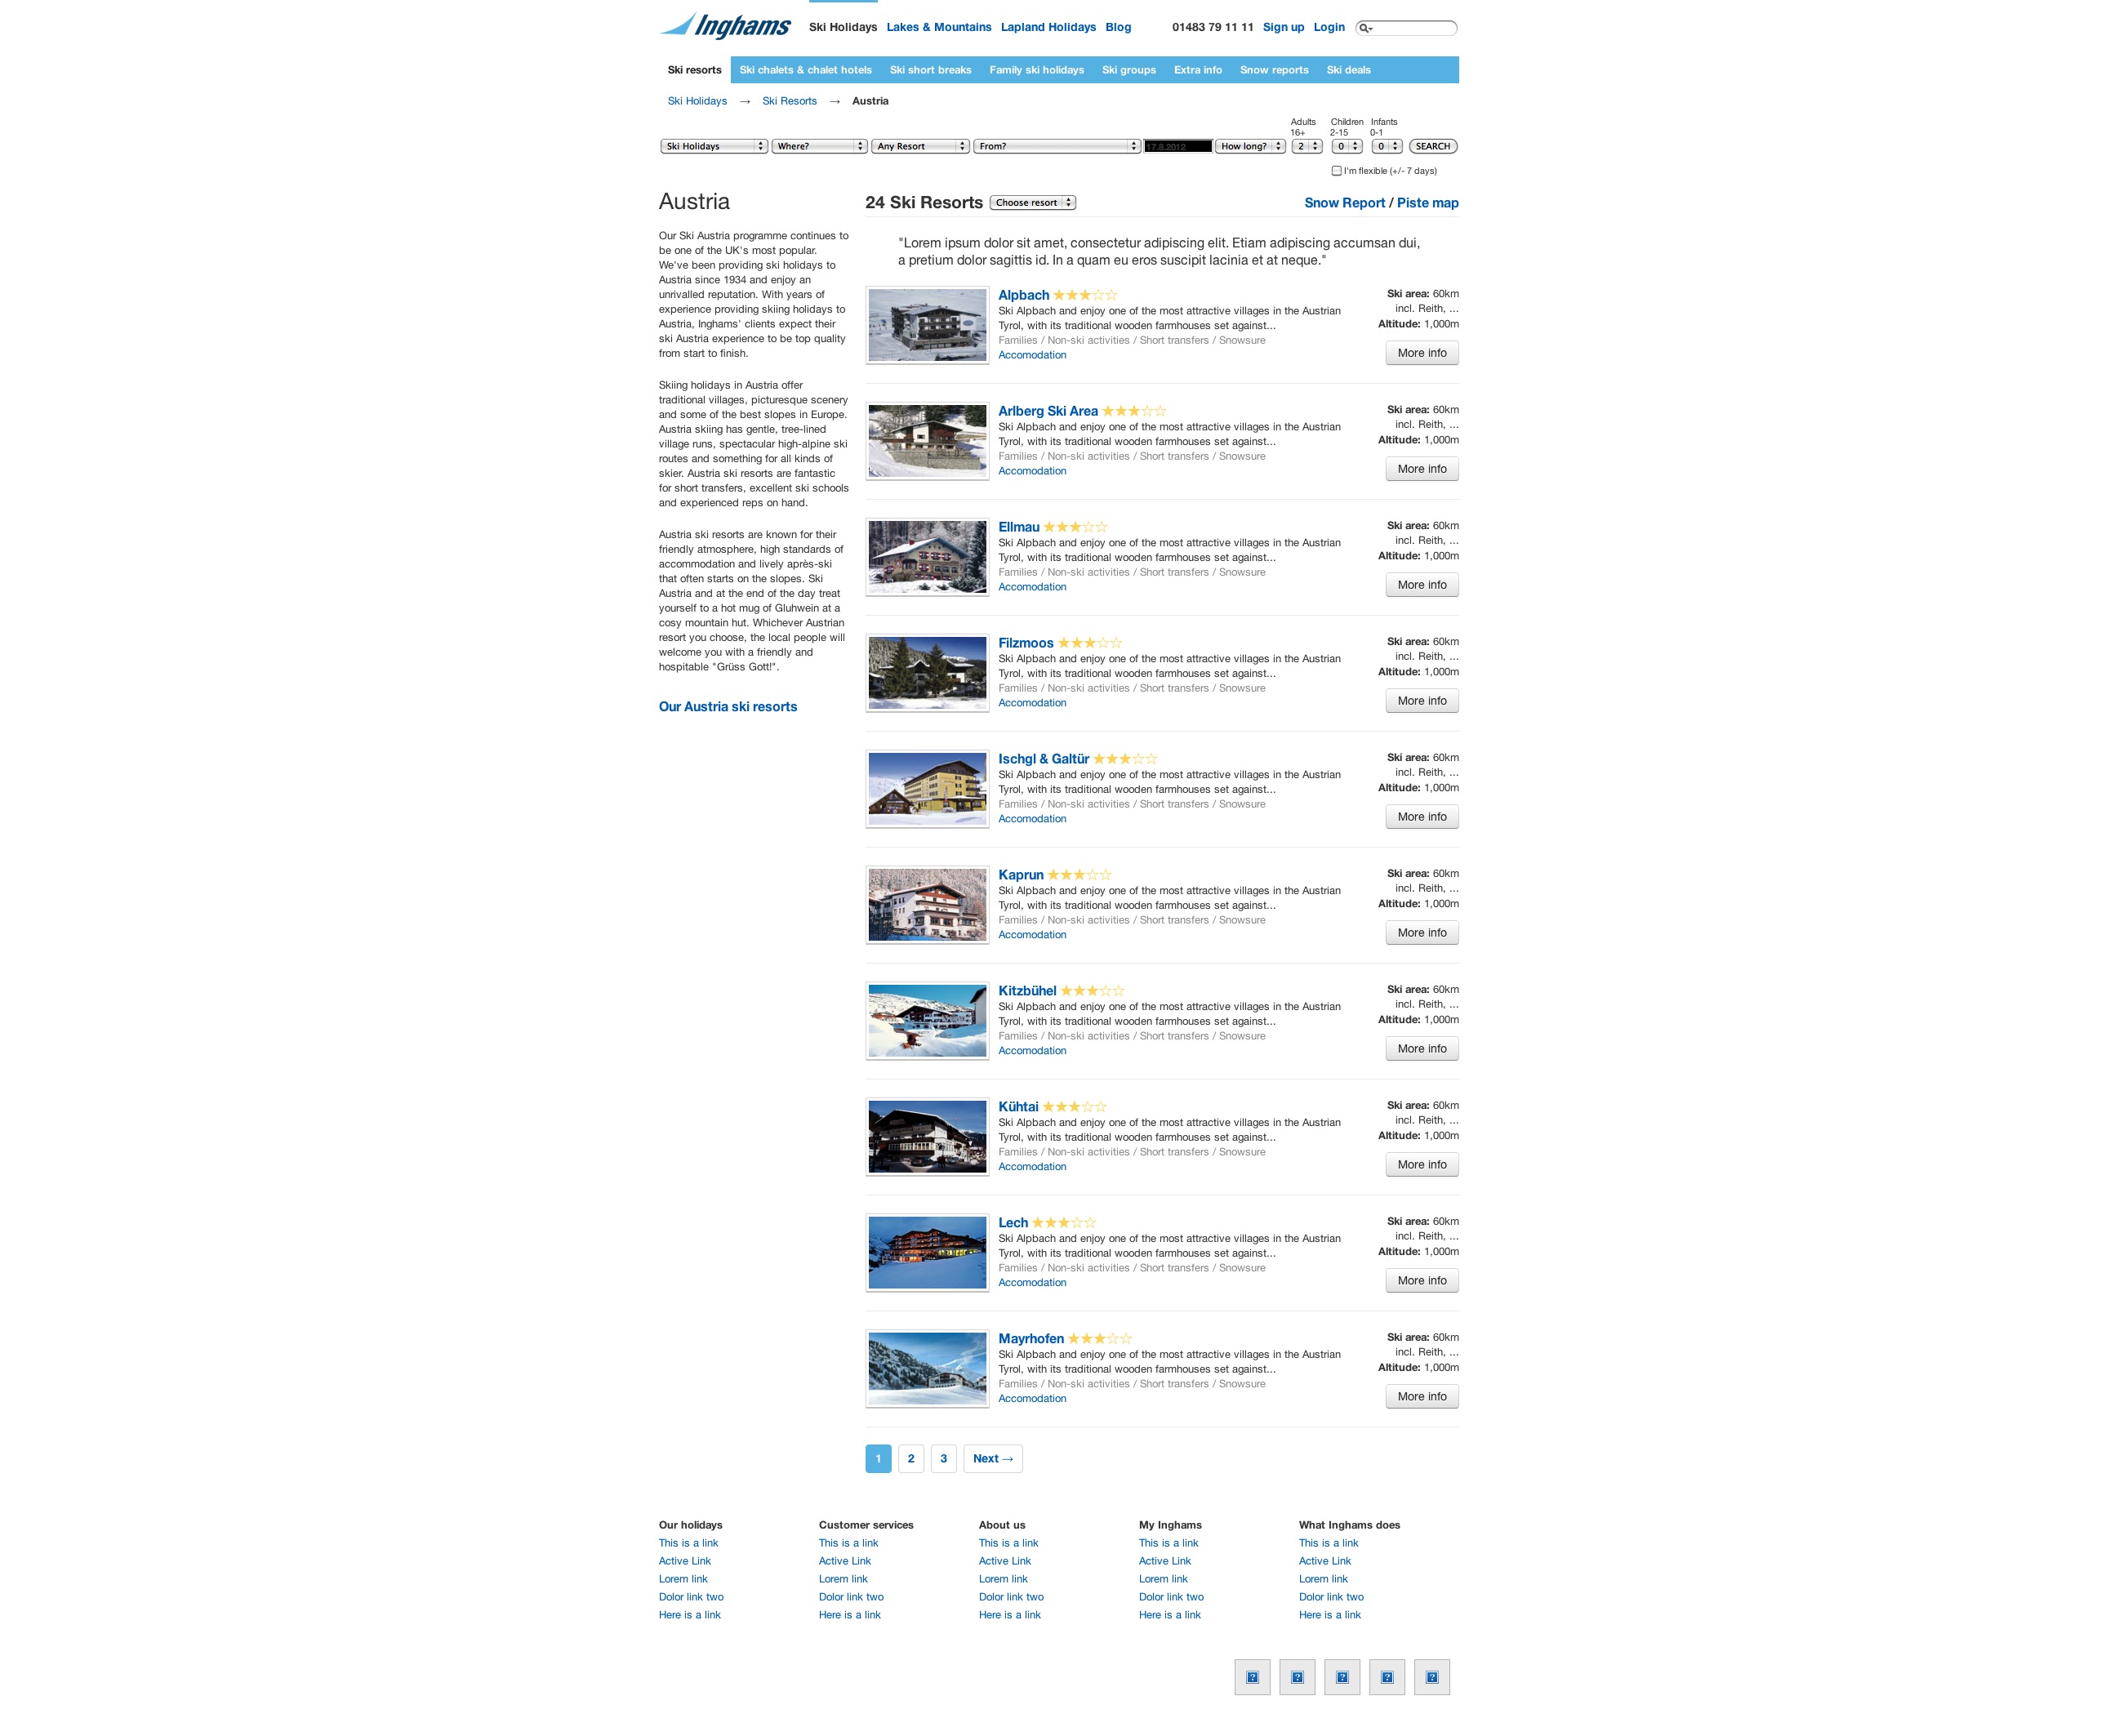 Inghams
Ski Holidays Lakes & Mountains Lapland Holidays Blog 01483 79 11 11 Sign up Login
Ski resorts Ski chalets & chalet hotels Ski short breaks Family ski holidays Ski groups Extra info Snow reports Ski deals
Ski Holidays → Ski Resorts → Austria
Adults Children Infants
16+ 2-15 0-1
Ski Holidays Where? Any Resort From? 17.8.2012 How long? 2 0 0 SEARCH
I'm flexible (+/- 7 days)
Austria
Our Ski Austria programme continues to
be one of the UK's most popular.
We've been providing ski holidays to
Austria since 1934 and enjoy an
unrivalled reputation. With years of
experience providing skiing holidays to
Austria, Inghams' clients expect their
ski Austria experience to be top quality
from start to finish.
Skiing holidays in Austria offer
traditional villages, picturesque scenery
and some of the best slopes in Europe.
Austria skiing has gentle, tree-lined
village runs, spectacular high-alpine ski
routes and something for all kinds of
skier. Austria ski resorts are fantastic
for short transfers, excellent ski schools
and experienced reps on hand.
Austria ski resorts are known for their
friendly atmosphere, high standards of
accommodation and lively après-ski
that often starts on the slopes. Ski
Austria and at the end of the day treat
yourself to a hot mug of Gluhwein at a
cosy mountain hut. Whichever Austrian
resort you choose, the local people will
welcome you with a friendly and
hospitable "Grüss Gott!".
Our Austria ski resorts
24 Ski Resorts Choose resort Snow Report / Piste map
"Lorem ipsum dolor sit amet, consectetur adipiscing elit. Etiam adipiscing accumsan dui,
a pretium dolor sagittis id. In a quam eu eros suscipit lacinia et at neque."
Alpbach ★★★☆☆
Ski Alpbach and enjoy one of the most attractive villages in the Austrian
Tyrol, with its traditional wooden farmhouses set against...
Families / Non-ski activities / Short transfers / Snowsure
Accomodation
Ski area: 60km
incl. Reith, ...
Altitude: 1,000m
More info
Arlberg Ski Area ★★★☆☆
Ski Alpbach and enjoy one of the most attractive villages in the Austrian
Tyrol, with its traditional wooden farmhouses set against...
Families / Non-ski activities / Short transfers / Snowsure
Accomodation
Ski area: 60km
incl. Reith, ...
Altitude: 1,000m
More info
Ellmau ★★★☆☆
Ski Alpbach and enjoy one of the most attractive villages in the Austrian
Tyrol, with its traditional wooden farmhouses set against...
Families / Non-ski activities / Short transfers / Snowsure
Accomodation
Ski area: 60km
incl. Reith, ...
Altitude: 1,000m
More info
Filzmoos ★★★☆☆
Ski Alpbach and enjoy one of the most attractive villages in the Austrian
Tyrol, with its traditional wooden farmhouses set against...
Families / Non-ski activities / Short transfers / Snowsure
Accomodation
Ski area: 60km
incl. Reith, ...
Altitude: 1,000m
More info
Ischgl & Galtür ★★★☆☆
Ski Alpbach and enjoy one of the most attractive villages in the Austrian
Tyrol, with its traditional wooden farmhouses set against...
Families / Non-ski activities / Short transfers / Snowsure
Accomodation
Ski area: 60km
incl. Reith, ...
Altitude: 1,000m
More info
Kaprun ★★★☆☆
Ski Alpbach and enjoy one of the most attractive villages in the Austrian
Tyrol, with its traditional wooden farmhouses set against...
Families / Non-ski activities / Short transfers / Snowsure
Accomodation
Ski area: 60km
incl. Reith, ...
Altitude: 1,000m
More info
Kitzbühel ★★★☆☆
Ski Alpbach and enjoy one of the most attractive villages in the Austrian
Tyrol, with its traditional wooden farmhouses set against...
Families / Non-ski activities / Short transfers / Snowsure
Accomodation
Ski area: 60km
incl. Reith, ...
Altitude: 1,000m
More info
Kühtai ★★★☆☆
Ski Alpbach and enjoy one of the most attractive villages in the Austrian
Tyrol, with its traditional wooden farmhouses set against...
Families / Non-ski activities / Short transfers / Snowsure
Accomodation
Ski area: 60km
incl. Reith, ...
Altitude: 1,000m
More info
Lech ★★★☆☆
Ski Alpbach and enjoy one of the most attractive villages in the Austrian
Tyrol, with its traditional wooden farmhouses set against...
Families / Non-ski activities / Short transfers / Snowsure
Accomodation
Ski area: 60km
incl. Reith, ...
Altitude: 1,000m
More info
Mayrhofen ★★★☆☆
Ski Alpbach and enjoy one of the most attractive villages in the Austrian
Tyrol, with its traditional wooden farmhouses set against...
Families / Non-ski activities / Short transfers / Snowsure
Accomodation
Ski area: 60km
incl. Reith, ...
Altitude: 1,000m
More info
1 2 3 Next →
Our holidays Customer services About us My Inghams What Inghams does
This is a link This is a link This is a link This is a link This is a link
Active Link Active Link Active Link Active Link Active Link
Lorem link Lorem link Lorem link Lorem link Lorem link
Dolor link two Dolor link two Dolor link two Dolor link two Dolor link two
Here is a link Here is a link Here is a link Here is a link Here is a link
? ? ? ? ?